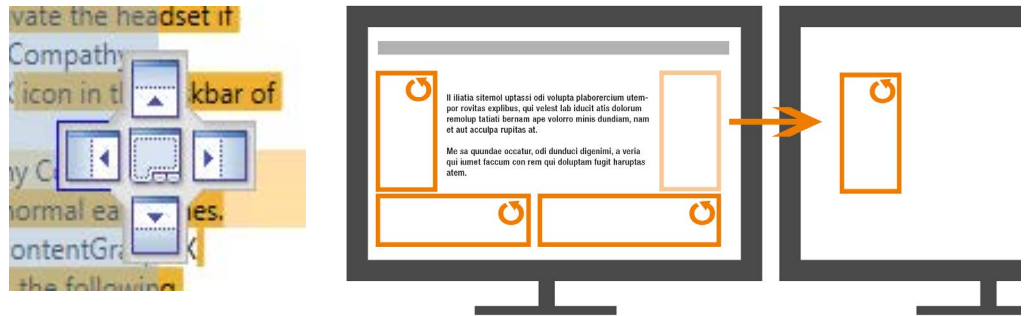 vate the headset if
Compathy
icon in t kbar of
ny C
normal ea nes.
ontentGra X
the following
Il iliatia sitemol uptassi odi volupta plaborercium utem-
por rovitas explibus, qui velest lab iducit atis dolorum
remolup tatiati bernam ape volorro minis dundiam, nam
et aut acculpa rupitas at.
Me sa quundae occatur, odi dunduci digenimi, a veria
qui iumet faccum con rem qui doluptam fugit haruptas
atem.